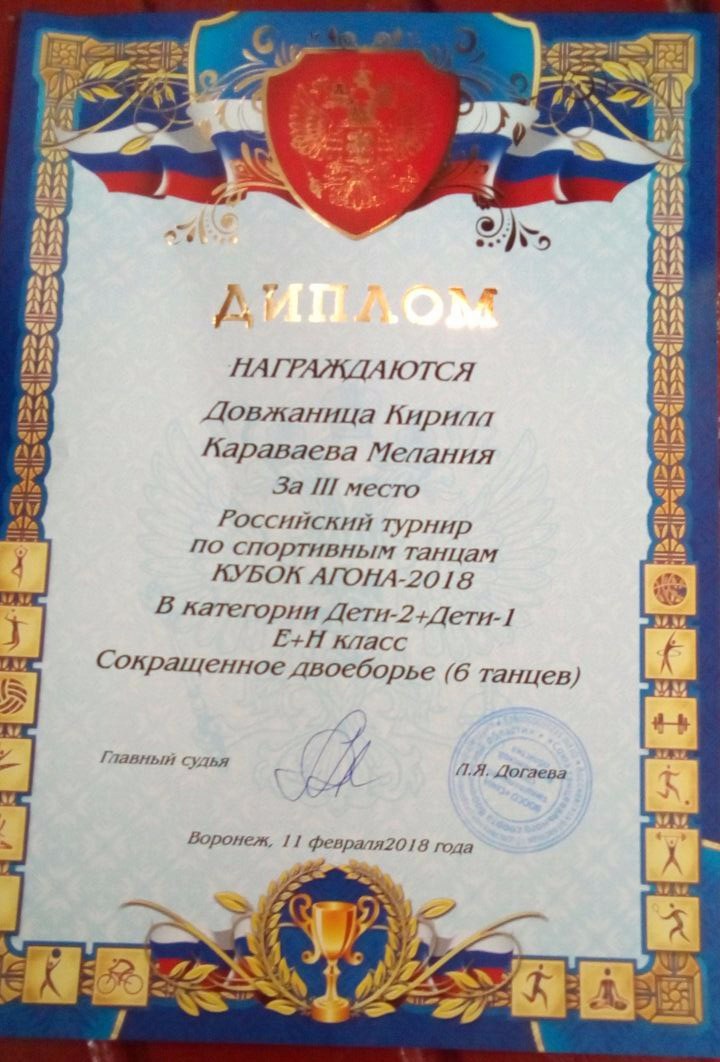 ДИПЛОМ
НАГРАЖДАЮТСЯ
Довжаница Кирилл
Караваева Мелания
За III место
Российский турнир
по спортивным танцам
КУБОК АГОНА-2018
В категории Дети-2+Дети-1
Е+Н класс
Сокращенное двоеборье (6 танцев)
Главный судья
Л.Я. Догаева
Воронеж, 11 февраля2018 года